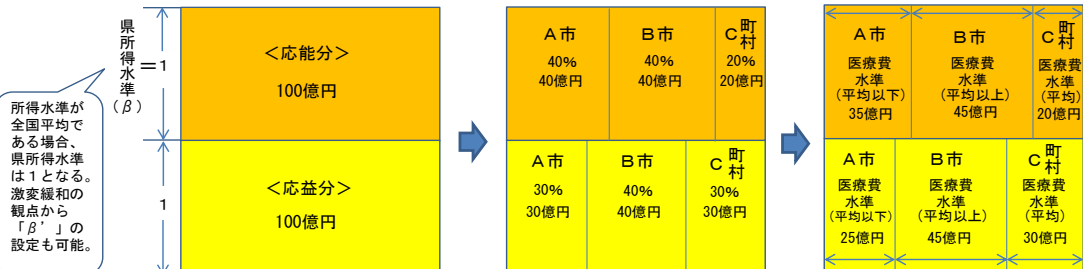 県所得水準(β)
＝1
1
所得水準が
全国平均で
ある場合、
県所得水準
は１となる。
激変緩和の
観点から
「β’」の
設定も可能。
＜応能分＞
100億円
＜応益分＞
100億円
Ａ市
40%
40億円
Ｂ市
40%
40億円
Ｃ町村
20%
20億円
Ａ市
30%
30億円
Ｂ市
40%
40億円
Ｃ町村
30%
30億円
Ａ市
医療費
水準
(平均以下)
35億円
Ｂ市
医療費
水準
(平均以上)
45億円
Ｃ町村
医療費
水準
(平均)
20億円
Ａ市
医療費
水準
(平均以下)
25億円
Ｂ市
医療費
水準
(平均以上)
45億円
Ｃ町村
医療費
水準
(平均)
30億円